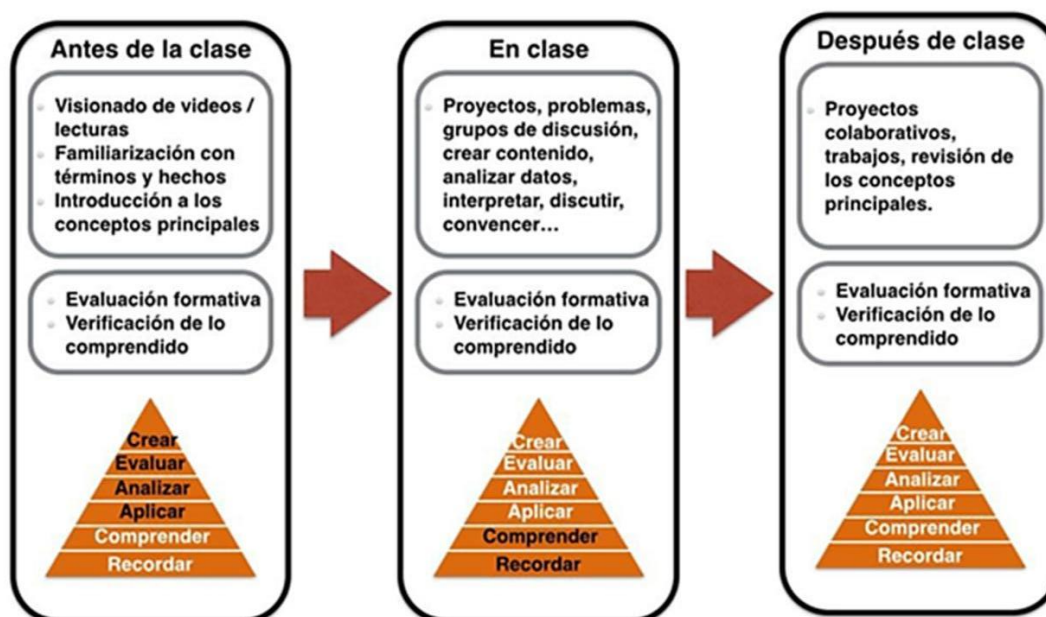 Antes de la clase
Visionado de videos /
lecturas
Familiarización con
términos y hechos
Introducción a los
conceptos principales
Evaluación formativa
Verificación de lo
comprendido
Crear
Evaluar
Analizar
Aplicar
Comprender
Recordar
En clase
Proyectos, problemas,
grupos de discusión,
crear contenido,
analizar datos,
interpretar, discutir,
convencer...
Evaluación formativa
Verificación de lo
comprendido
Crear
Evaluar
Analizar
Aplicar
Comprender
Recordar
Después de clase
Proyectos
colaborativos,
trabajos, revisión de
los conceptos
principales.
Evaluación formativa
Verificación de lo
comprendido
Crear
Evaluar
Analizar
Aplicar
Comprender
Recordar